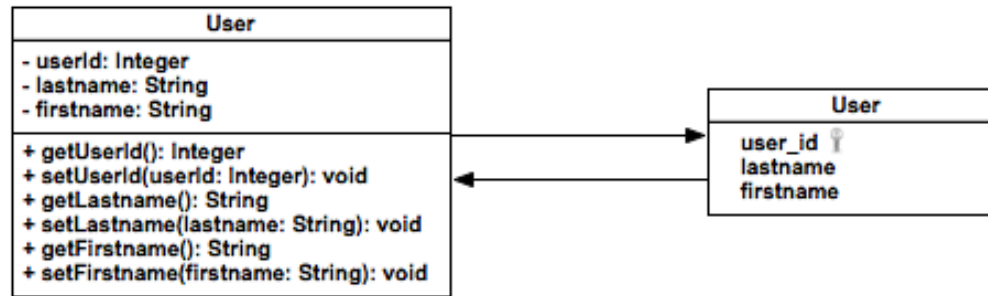 User
- userId: Integer
- lastname: String
- firstname: String
+ getUserId(): Integer
+ setUserId(userId: Integer): void
+ getLastname(): String
+ setLastname(lastname: String): void
+ getFirstname(): String
+ setFirstname(firstname: String): void
User
user_id
lastname
firstname